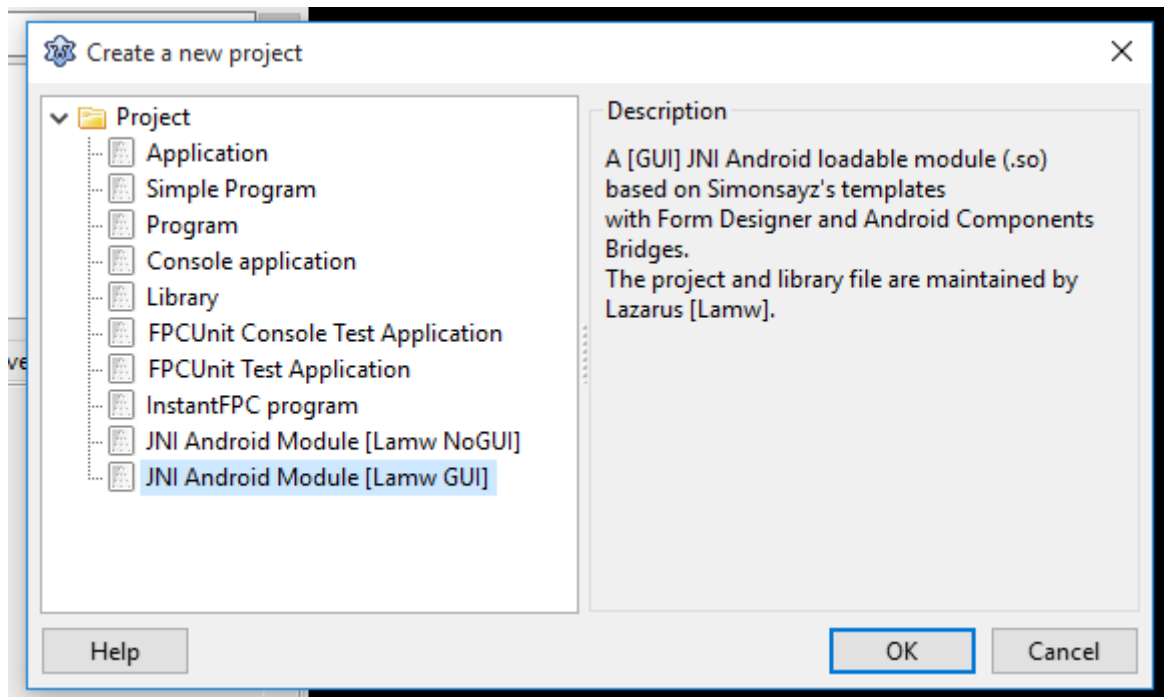 Create a new project
Project
Application
Simple Program
Program
Console application
Library
FPCUnit Console Test Application
FPCUnit Test Application
InstantFPC program
JNI Android Module [Lamw NoGUI]
JNI Android Module [Lamw GUI]
Description
A [GUI] JNI Android loadable module (.so)
based on Simonsayz's templates
with Form Designer and Android Components
Bridges.
The project and library file are maintained by
Lazarus [Lamw].
ve
Help
OK
Cancel